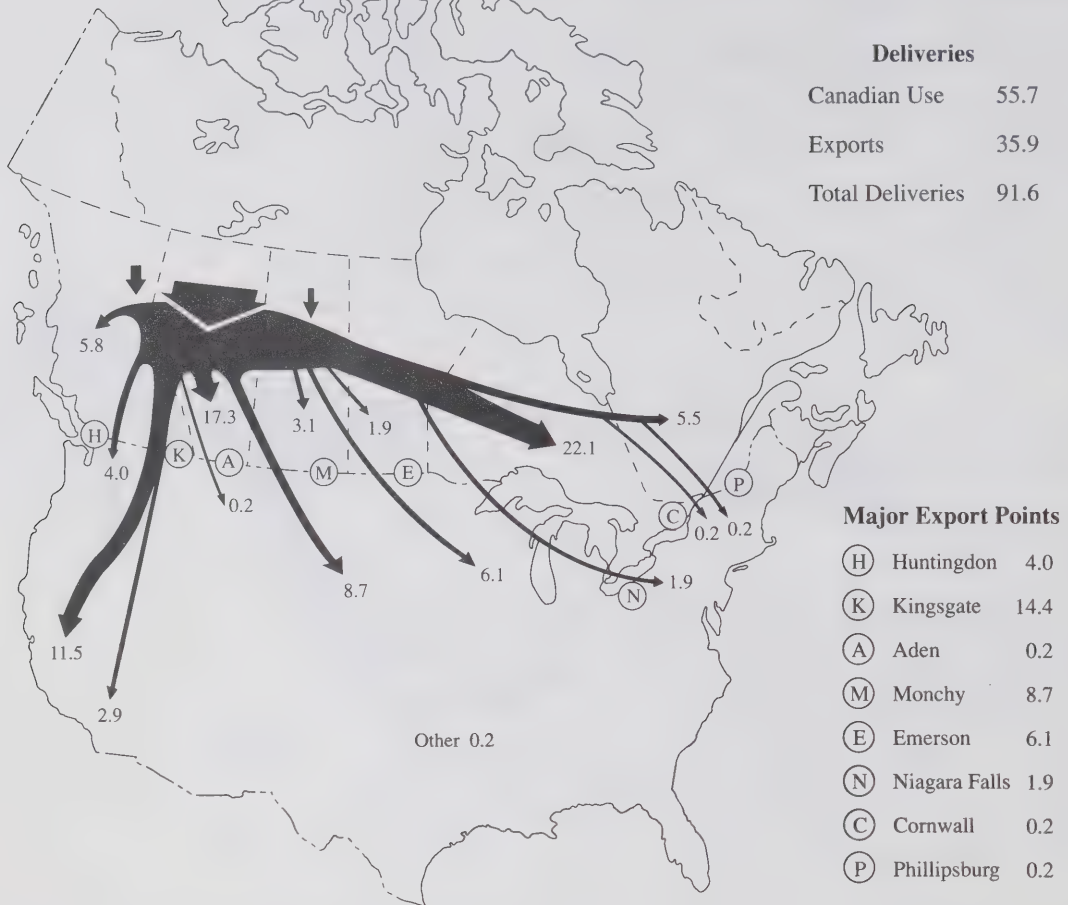 Deliveries
Canadian Use 55.7
Exports 35.9
Total Deliveries 91.6
5.8
17.3
3.1
1.9
5.5
22.1
H
4.0
K
A
M
E
P
C
0.2
0.2 0.2
6.1
1.9
8.7
N
11.5
2.9
Other 0.2
Major Export Points
H Huntingdon 4.0
K Kingsgate 14.4
A Aden 0.2
M Monchy 8.7
E Emerson 6.1
N Niagara Falls 1.9
C Cornwall 0.2
P Phillipsburg 0.2